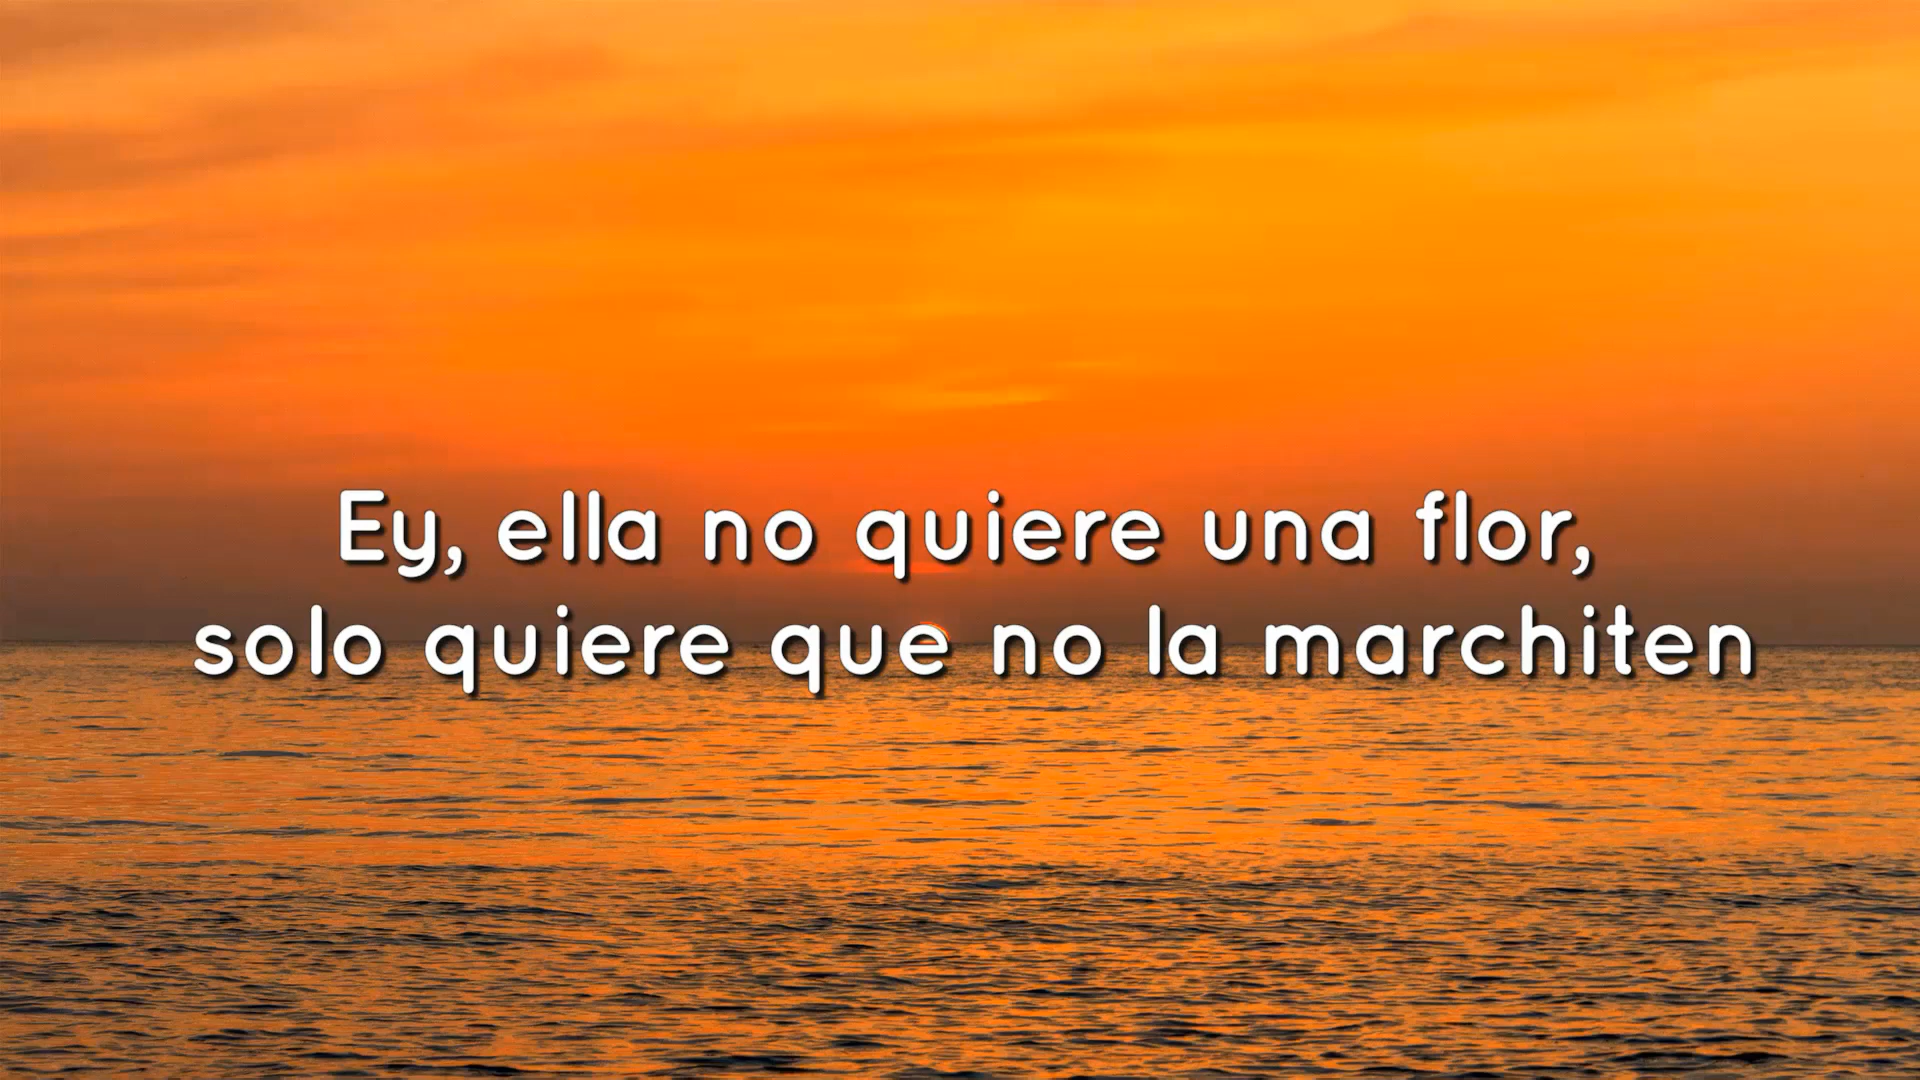 Ey, ella no quiere una flor,
solo quiere que no la marchiten